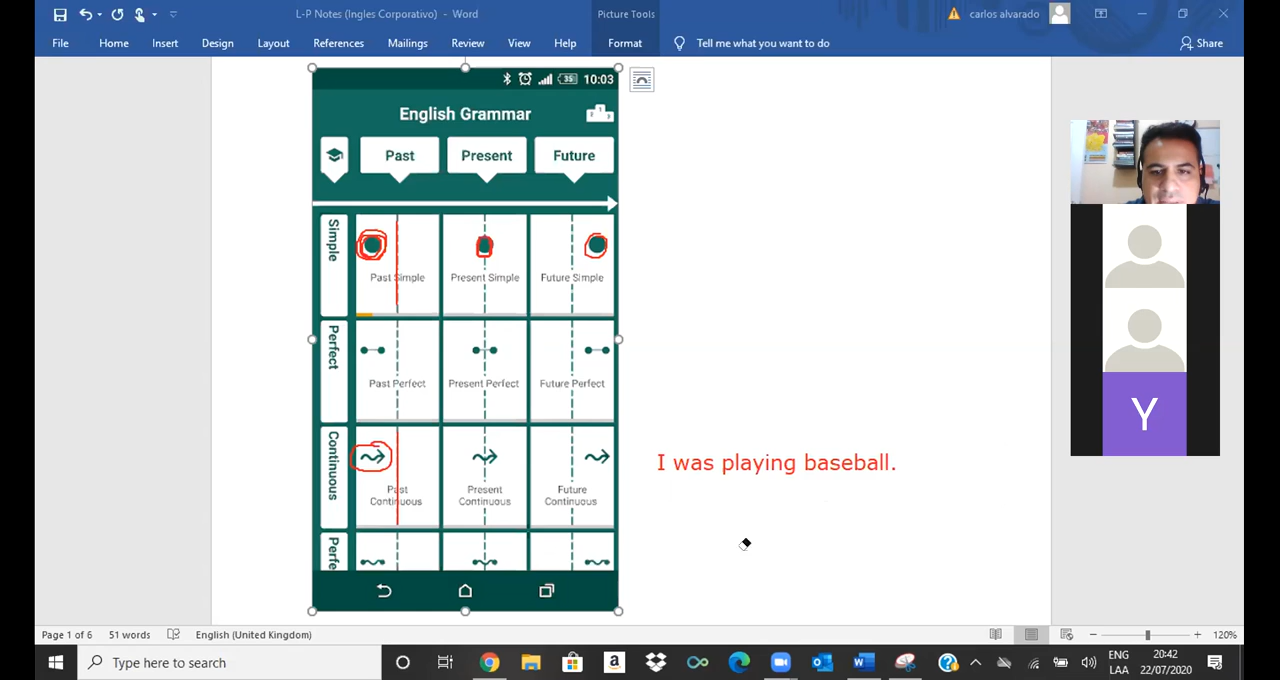 L-P Notes (Ingles Corporativo) - Word
Picture Tools
carlos alvarado
File Home Insert Design Layout References Mailings Review View Help Format Tell me what you want to do Share
35 10:03
English Grammar
Past Present Future
Simple
Past Simple Present Simple Future Simple
Perfect
Past Perfect Present Perfect Future Perfect
Continuous
Past Continuous
Present Continuous
Future Continuous
Perfe
I was playing baseball.
Y
Page 1 of 6 51 words English (United Kingdom) 120%
Type here to search
ENG
LAA
20:42
22/07/2020